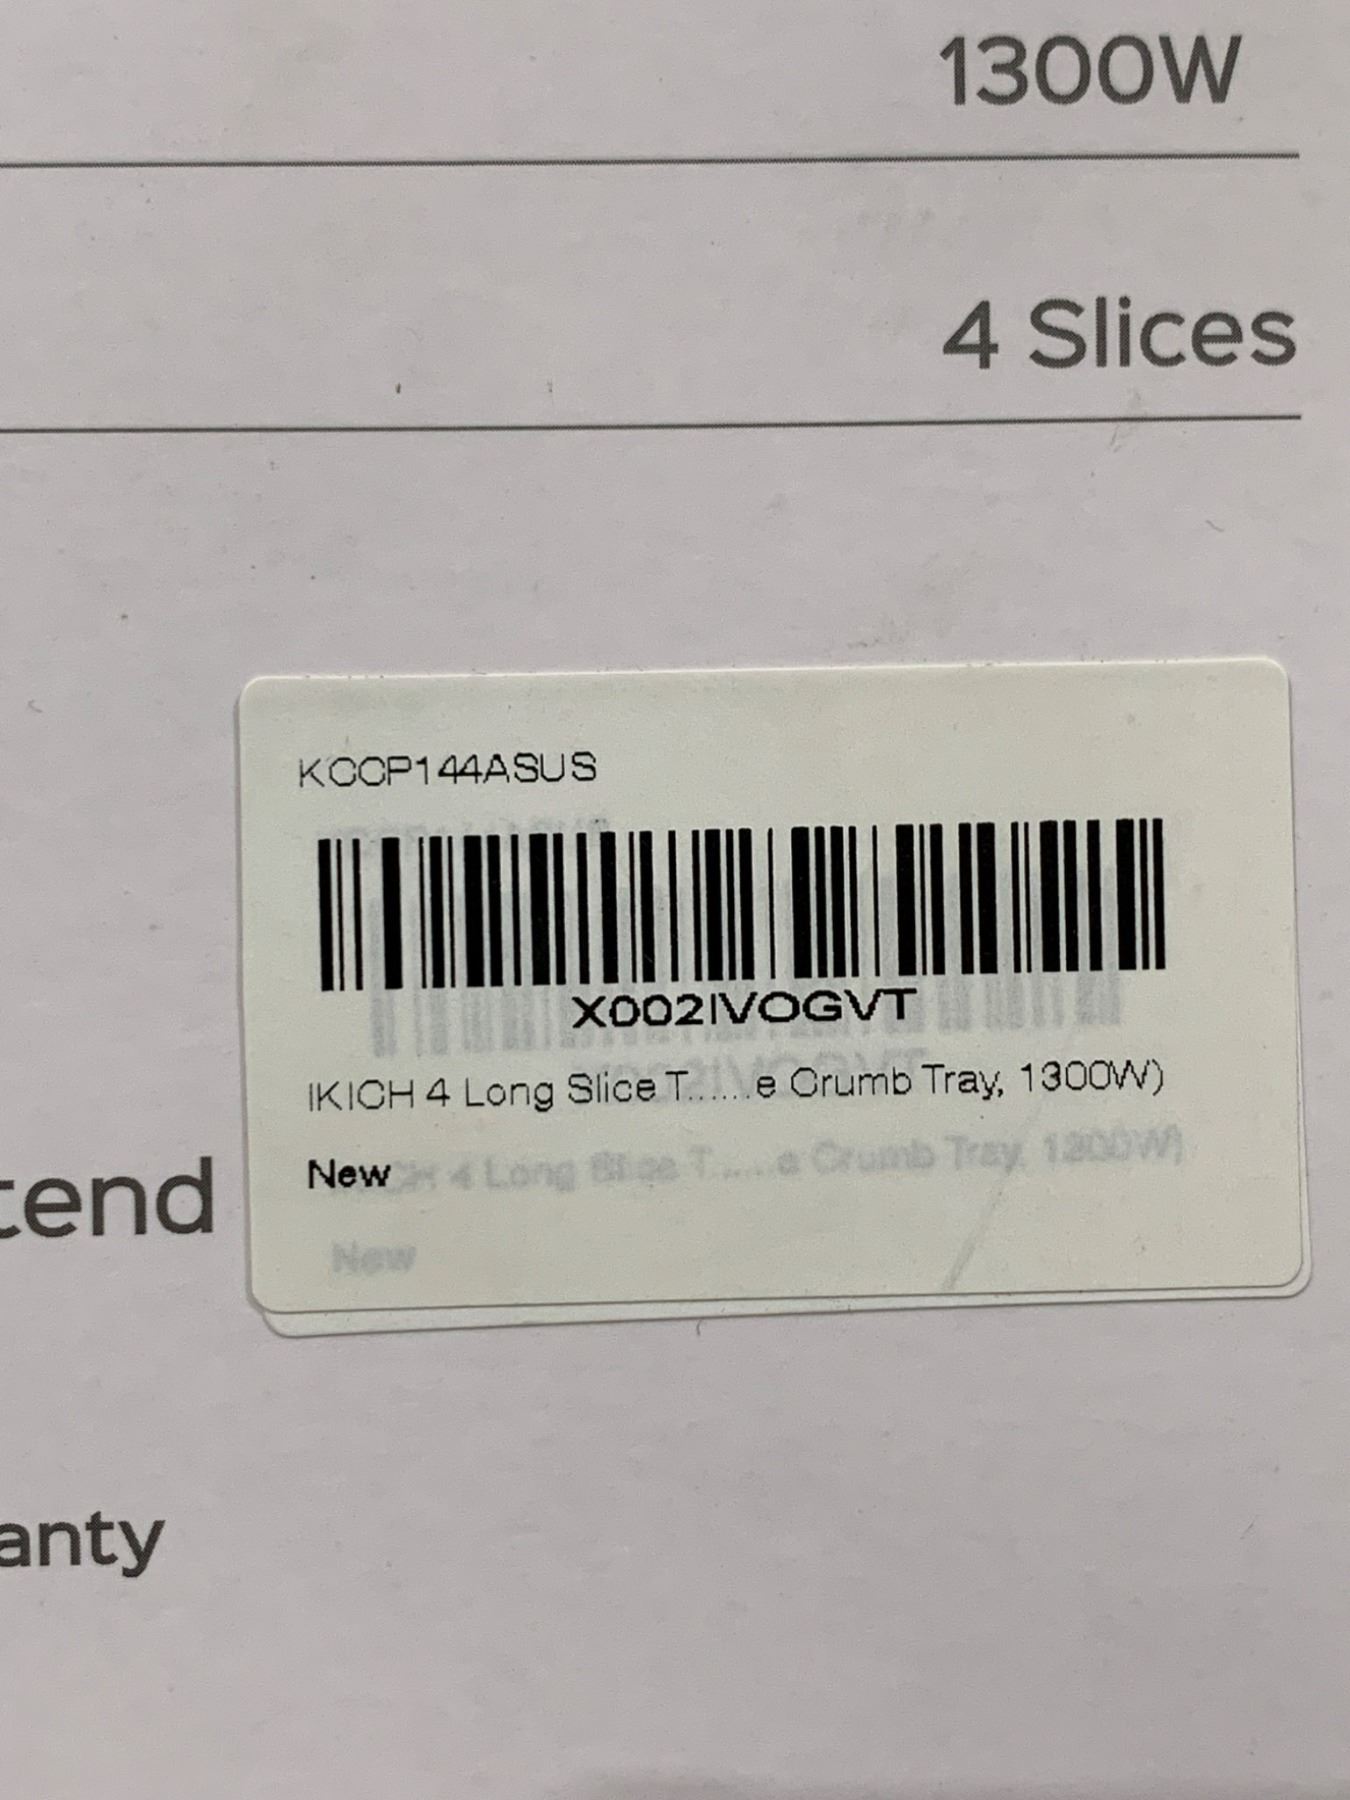 1300W
4 Slices
KCCP144ASUS
X002IVOGVT
IKICH 4 Long Slice T......e Crumb Tray, 1300W)
New
tend
anty